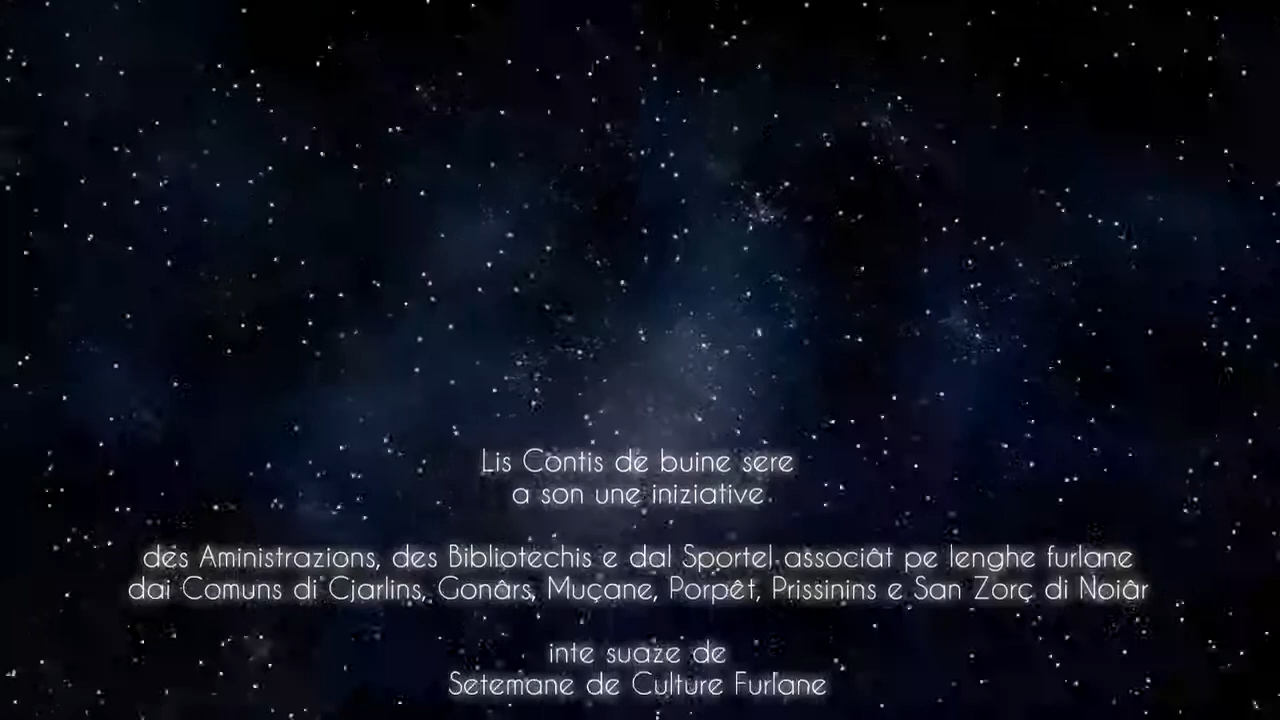 Lis Contis de buine sere
a son une iniziative
des Aministrazions, des Bibliotechis e dal Sportel associât pe lenghe furlane
dai Comuns di Cjarlins, Gonârs, Muçane, Porpêt, Prissinins e San Zorç di Noiâr
inte suaze de
Setemane de Culture Furlane